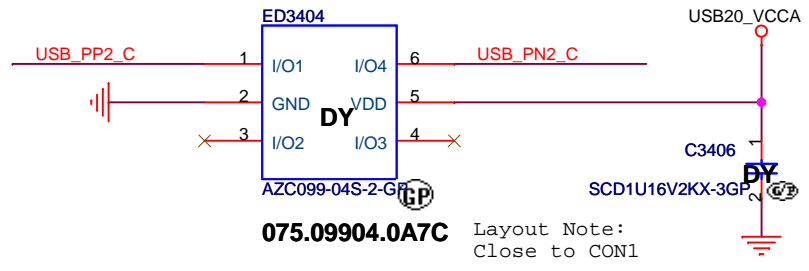 ED3404
USB20_VCCA
USB_PP2_C
1
I/O1
I/O4
6
USB_PN2_C
2
GND
VDD
5
DY
3
I/O2
I/O3
4
1
C3406
DY
G/P
AZC099-04S-2-GP
GP
SCD1U16V2KX-3GP
2
075.09904.0A7C
Layout Note:
Close to CON1